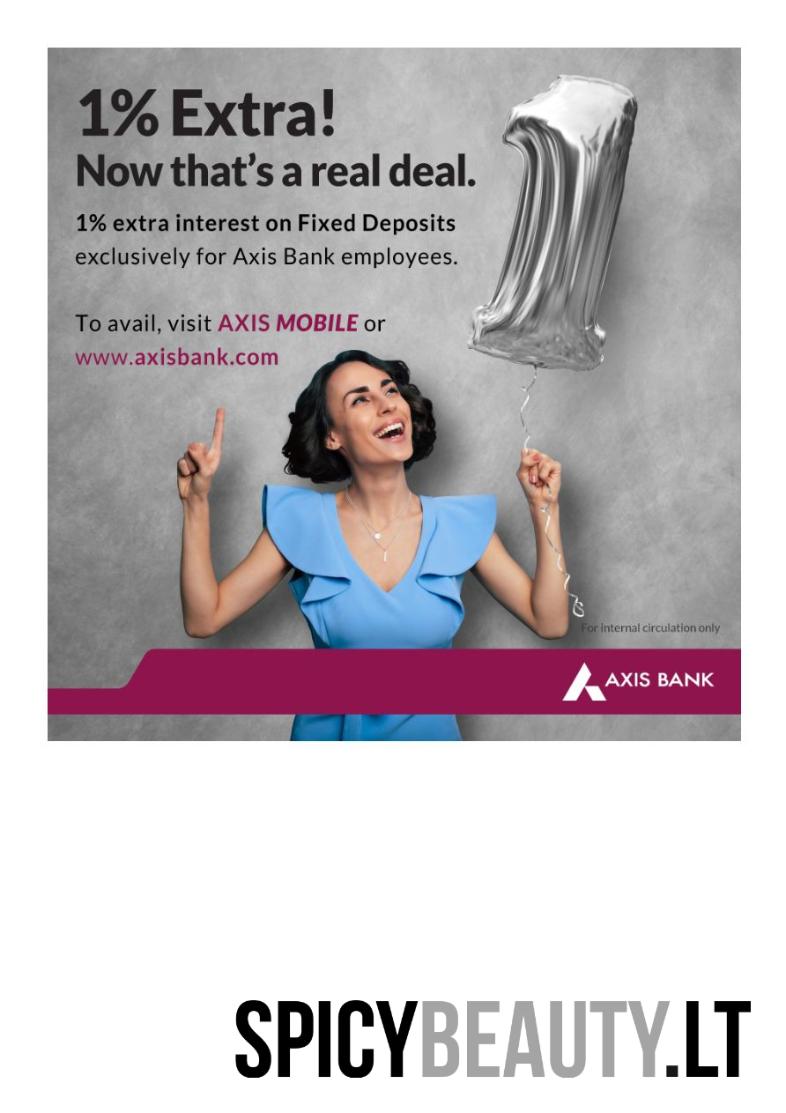 1% Extra!
Now that's a real deal.
1% extra interest on Fixed Deposits
exclusively for Axis Bank employees.
To avail, visit AXIS MOBILE or
www.axisbank.com
For internal circulation only
AXIS BANK
SPICYBEAUTY.LT